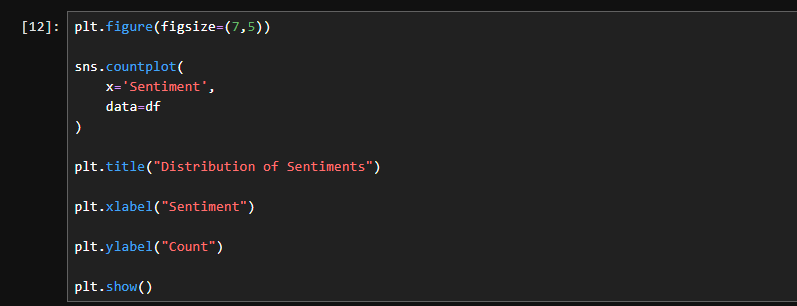 [12]: plt.figure(figsize=(7,5))
sns.countplot(
    x='Sentiment',
    data=df
)
plt.title("Distribution of Sentiments")
plt.xlabel("Sentiment")
plt.ylabel("Count")
plt.show()